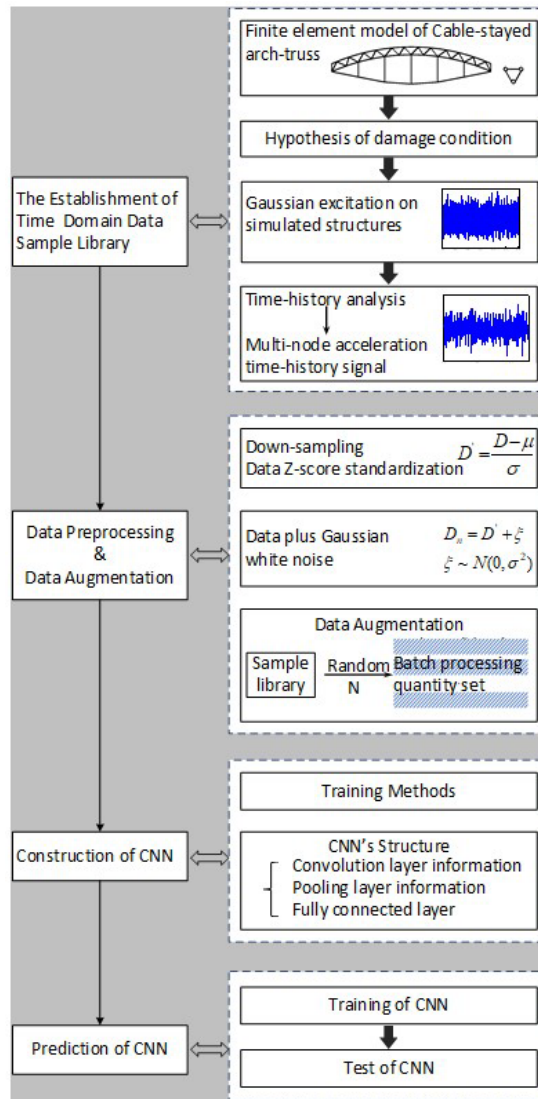 Finite element model of Cable-stayed
arch-truss
Hypothesis of damage condition
The Establishment of
Time Domain Data
Sample Library
Gaussian excitation on
simulated structures
Time-history analysis
Multi-node acceleration
time-history signal
Down-sampling
Data Z-score standardization
D' = (D-μ)/σ
Data Preprocessing
&
Data Augmentation
Data plus Gaussian
white noise
Dₙ = D' + ξ
ξ ~ N(0,σ²)
Data Augmentation
Sample
library
Random
N
Batch processing
quantity set
Training Methods
Construction of CNN
CNN's Structure
Convolution layer information
Pooling layer information
Fully connected layer
Prediction of CNN
Training of CNN
Test of CNN